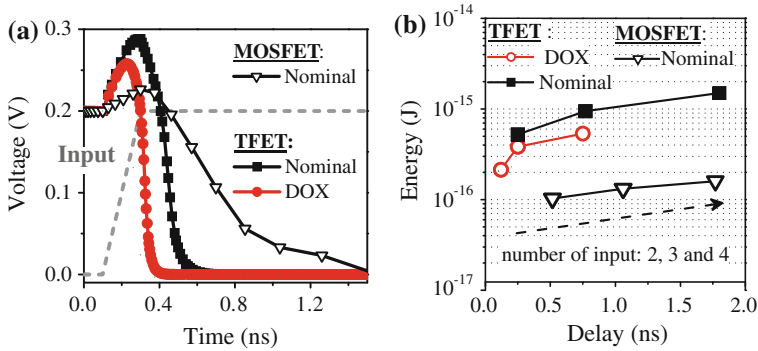 (a)
0.3
0.2
0.1
0.0
Voltage (V)
MOSFET:
Nominal
TFET:
Nominal
DOX
Input
0.0
0.4
0.8
1.2
Time (ns)
(b)
10-14
10-15
10-16
10-17
Energy (J)
TFET : MOSFET:
DOX Nominal
Nominal
number of input: 2, 3 and 4
0.0
0.5
1.0
1.5
2.0
Delay (ns)